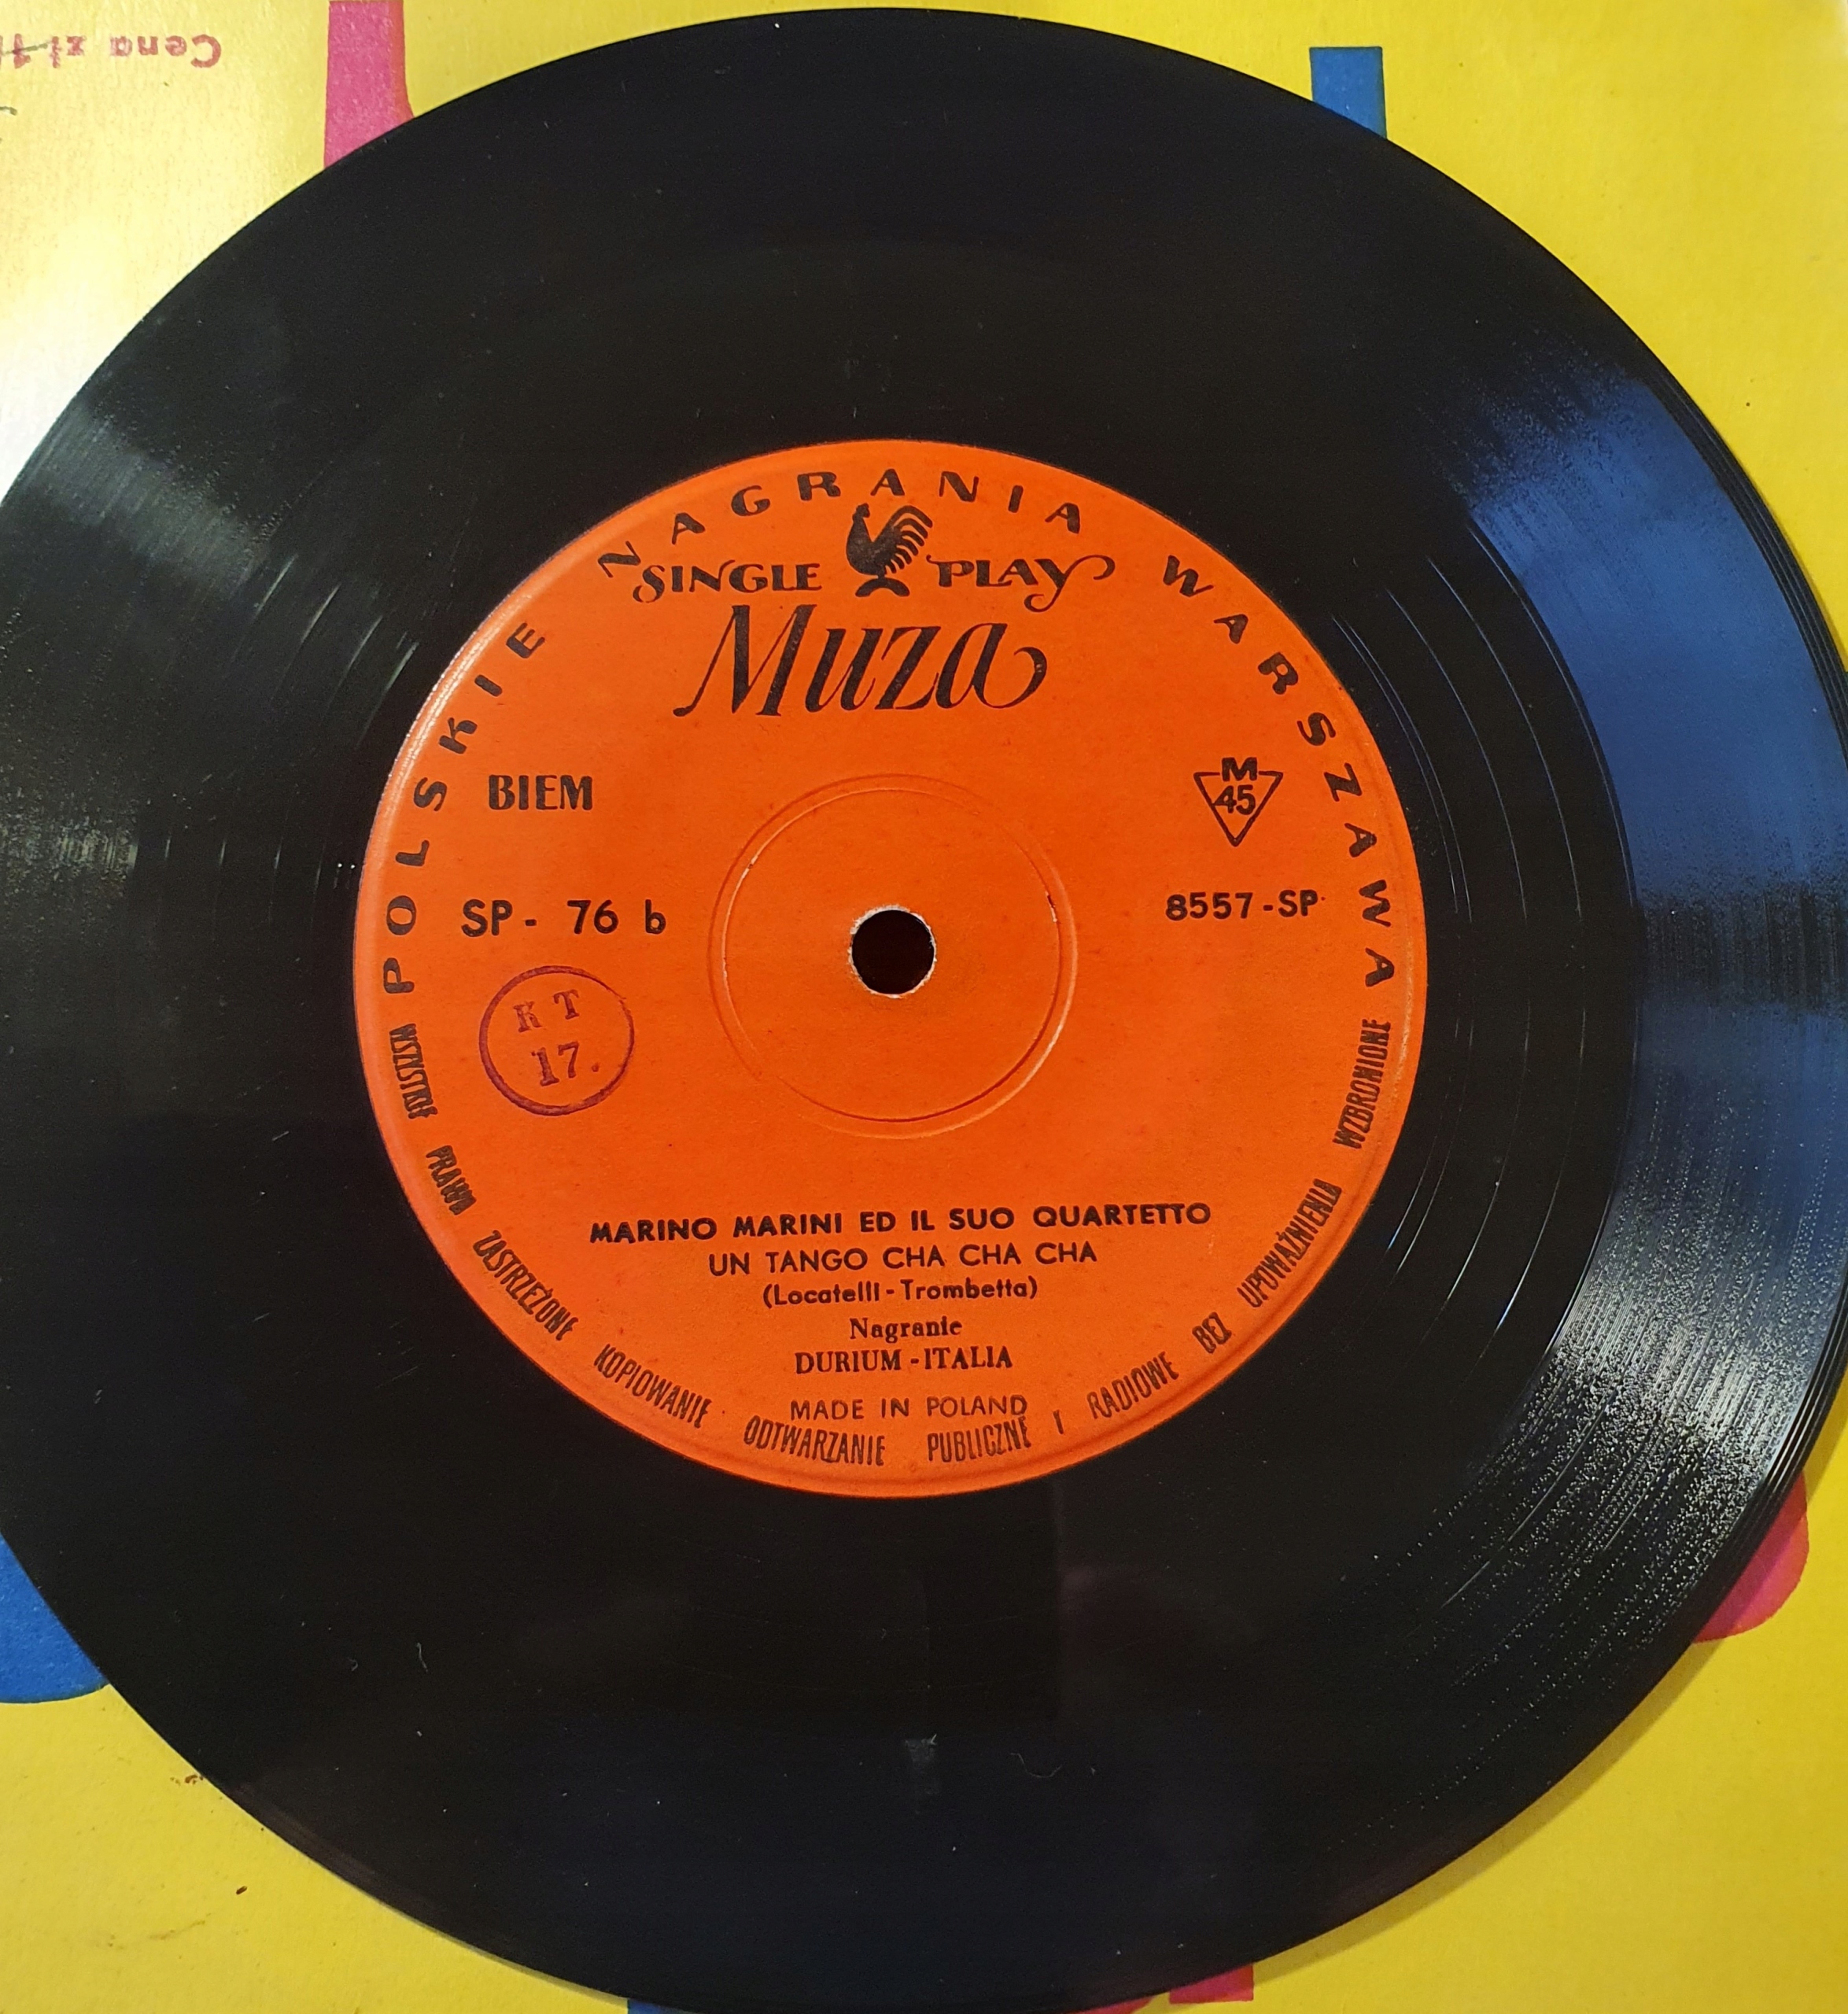 Cena zł
POLSKIE NAGRANIA WARSZAWA
SINGLE PLAY
Muza
BIEM
M
45
SP- 76 b
8557-SP
K T
17.
MARINO MARINI ED IL SUO QUARTETTO
UN TANGO CHA CHA CHA
(Locatelli-Trombetta)
Nagranie
DURIUM-ITALIA
MADE IN POLAND
WSZYSTKIE PRAWA ZASTRZEŻONE KOPIOWANIE ODTWARZANIE PUBLICZNE I RADIOWE BEZ UPOWAŻNIENIA WZBRONIONE